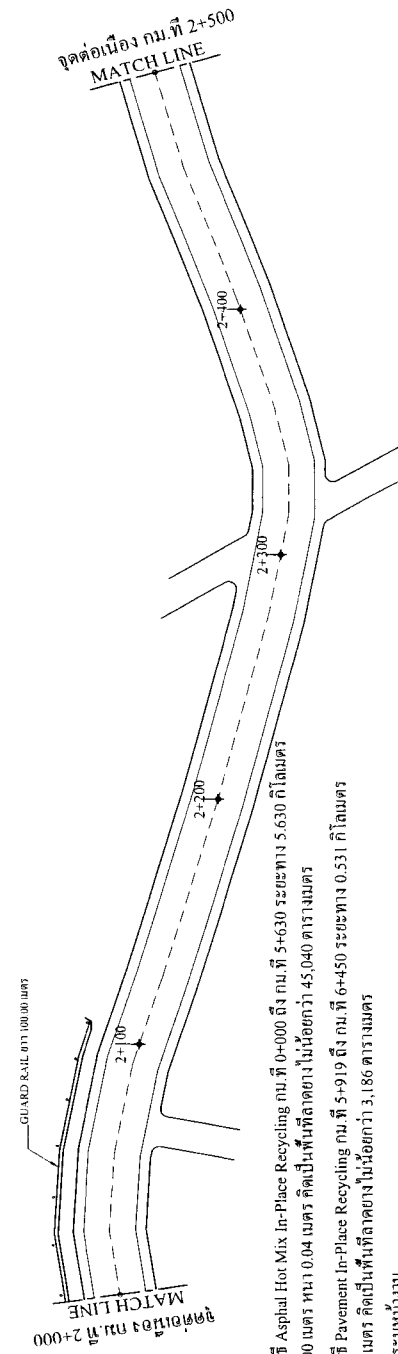 จุดต่อเนื่อง กม.ที่ 2+500
MATCH LINE
2+400
2+300
2+200
GUARD RAIL ยาว 100.00 เมตร
2+100
MATCH LINE
จุดต่อเนื่อง กม.ที่ 2+000
ธี Asphal Hot Mix In-Place Recycling กม.ที่ 0+000 ถึง กม.ที่ 5+630 ระยะทาง 5.630 กิโลเมตร
00 เมตร หนา 0.04 เมตร คิดเป็นพื้นที่ลาดยางไม่น้อยกว่า 45,040 ตารางเมตร
ธี Pavement In-Place Recycling กม.ที่ 5+919 ถึง กม.ที่ 6+450 ระยะทาง 0.531 กิโลเมตร
เมตร คิดเป็นพื้นที่ลาดยางไม่น้อยกว่า 3,186 ตารางเมตร